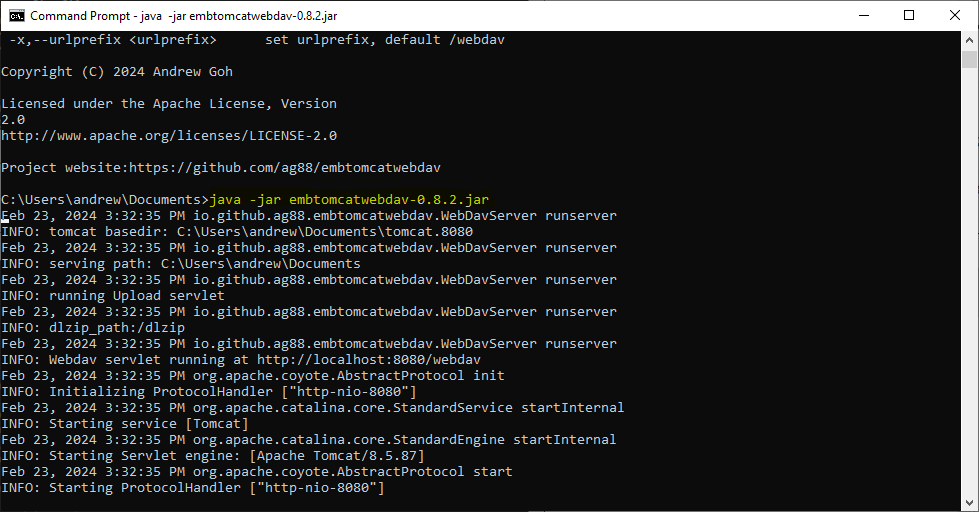 Command Prompt - java  -jar embtomcatwebdav-0.8.2.jar
-x,--urlprefix <urlprefix>      set urlprefix, default /webdav
Copyright (C) 2024 Andrew Goh
Licensed under the Apache License, Version
2.0
http://www.apache.org/licenses/LICENSE-2.0
Project website:https://github.com/ag88/embtomcatwebdav
C:\Users\andrew\Documents>java -jar embtomcatwebdav-0.8.2.jar
Feb 23, 2024 3:32:35 PM io.github.ag88.embtomcatwebdav.WebDavServer runserver
INFO: tomcat basedir: C:\Users\andrew\Documents\tomcat.8080
Feb 23, 2024 3:32:35 PM io.github.ag88.embtomcatwebdav.WebDavServer runserver
INFO: serving path: C:\Users\andrew\Documents
Feb 23, 2024 3:32:35 PM io.github.ag88.embtomcatwebdav.WebDavServer runserver
INFO: running Upload servlet
Feb 23, 2024 3:32:35 PM io.github.ag88.embtomcatwebdav.WebDavServer runserver
INFO: dlzip_path:/dlzip
Feb 23, 2024 3:32:35 PM io.github.ag88.embtomcatwebdav.WebDavServer runserver
INFO: Webdav servlet running at http://localhost:8080/webdav
Feb 23, 2024 3:32:35 PM org.apache.coyote.AbstractProtocol init
INFO: Initializing ProtocolHandler ["http-nio-8080"]
Feb 23, 2024 3:32:35 PM org.apache.catalina.core.StandardService startInternal
INFO: Starting service [Tomcat]
Feb 23, 2024 3:32:35 PM org.apache.catalina.core.StandardEngine startInternal
INFO: Starting Servlet engine: [Apache Tomcat/8.5.87]
Feb 23, 2024 3:32:35 PM org.apache.coyote.AbstractProtocol start
INFO: Starting ProtocolHandler ["http-nio-8080"]